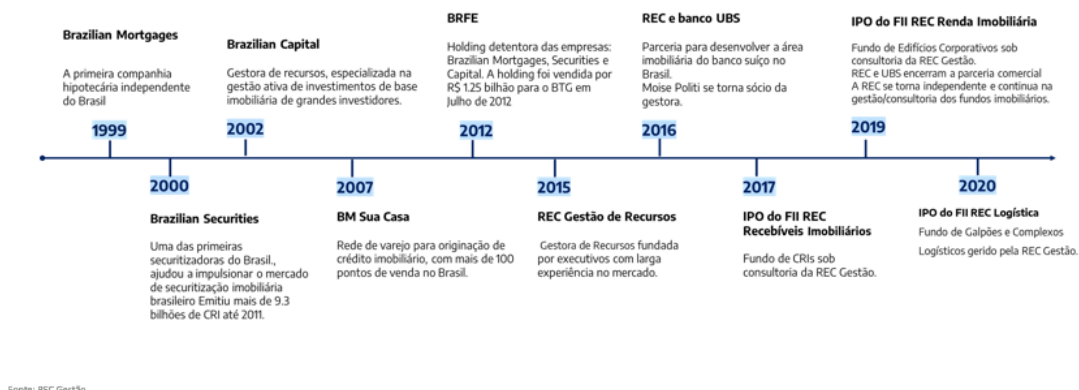 Brazilian Mortgages
A primeira companhia
hipotecária independente
do Brasil
1999
2000
Brazilian Securities
Uma das primeiras
securitizadoras do Brasil.,
ajudou a impulsionar o mercado
de securitização imobiliária
brasileiro Emitiu mais de 9.3
bilhões de CRI até 2011.
Brazilian Capital
Gestora de recursos, especializada na
gestão ativa de investimentos de base
imobiliária de grandes investidores.
2002
2007
BM Sua Casa
Rede de varejo para originação de
crédito imobiliário, com mais de 100
pontos de venda no Brasil.
BRFE
Holding detentora das empresas:
Brazilian Mortgages, Securities e
Capital. A holding foi vendida por
R$ 1.25 bilhão para o BTG em
Julho de 2012
2012
2015
REC Gestão de Recursos
Gestora de Recursos fundada
por executivos com larga
experiência no mercado.
REC e banco UBS
Parceria para desenvolver a área
imobiliária do banco suíço no
Brasil.
Moise Politi se torna sócio da
gestora.
2016
2017
IPO do FII REC
Recebíveis Imobiliários
Fundo de CRIs sob
consultoria da REC Gestão.
IPO do FII REC Renda Imobiliária
Fundo de Edifícios Corporativos sob
consultoria da REC Gestão.
REC e UBS encerram a parceria comercial
A REC se torna independente e continua na
gestão/consultoria dos fundos imobiliários.
2019
2020
IPO do FII REC Logística
Fundo de Galpões e Complexos
Logísticos gerido pela REC Gestão.
Fonte: REC Gestão